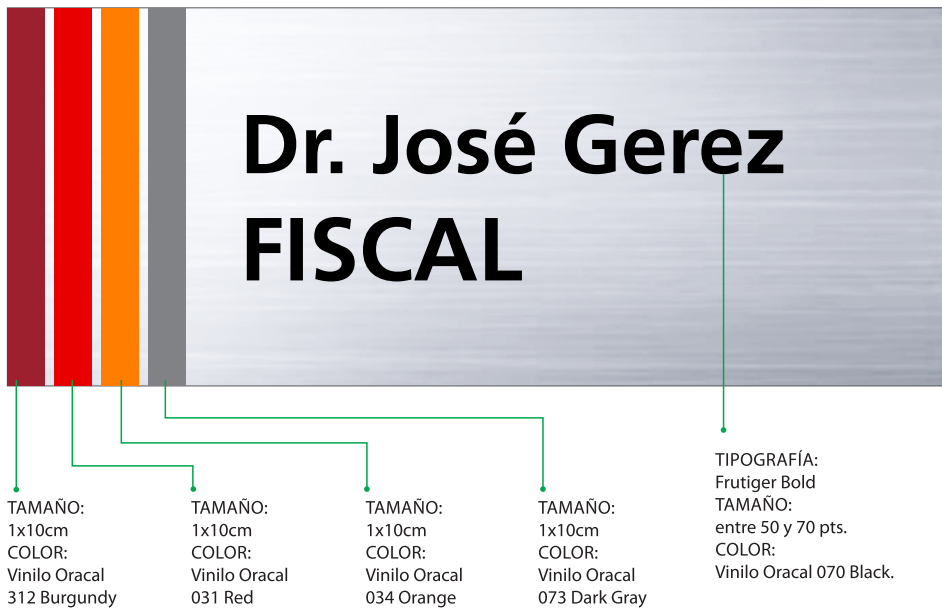 Dr. José Gerez
FISCAL
TAMAÑO:
1x10cm
COLOR:
Vinilo Oracal
312 Burgundy
TAMAÑO:
1x10cm
COLOR:
Vinilo Oracal
031 Red
TAMAÑO:
1x10cm
COLOR:
Vinilo Oracal
034 Orange
TAMAÑO:
1x10cm
COLOR:
Vinilo Oracal
073 Dark Gray
TIPOGRAFÍA:
Frutiger Bold
TAMAÑO:
entre 50 y 70 pts.
COLOR:
Vinilo Oracal 070 Black.